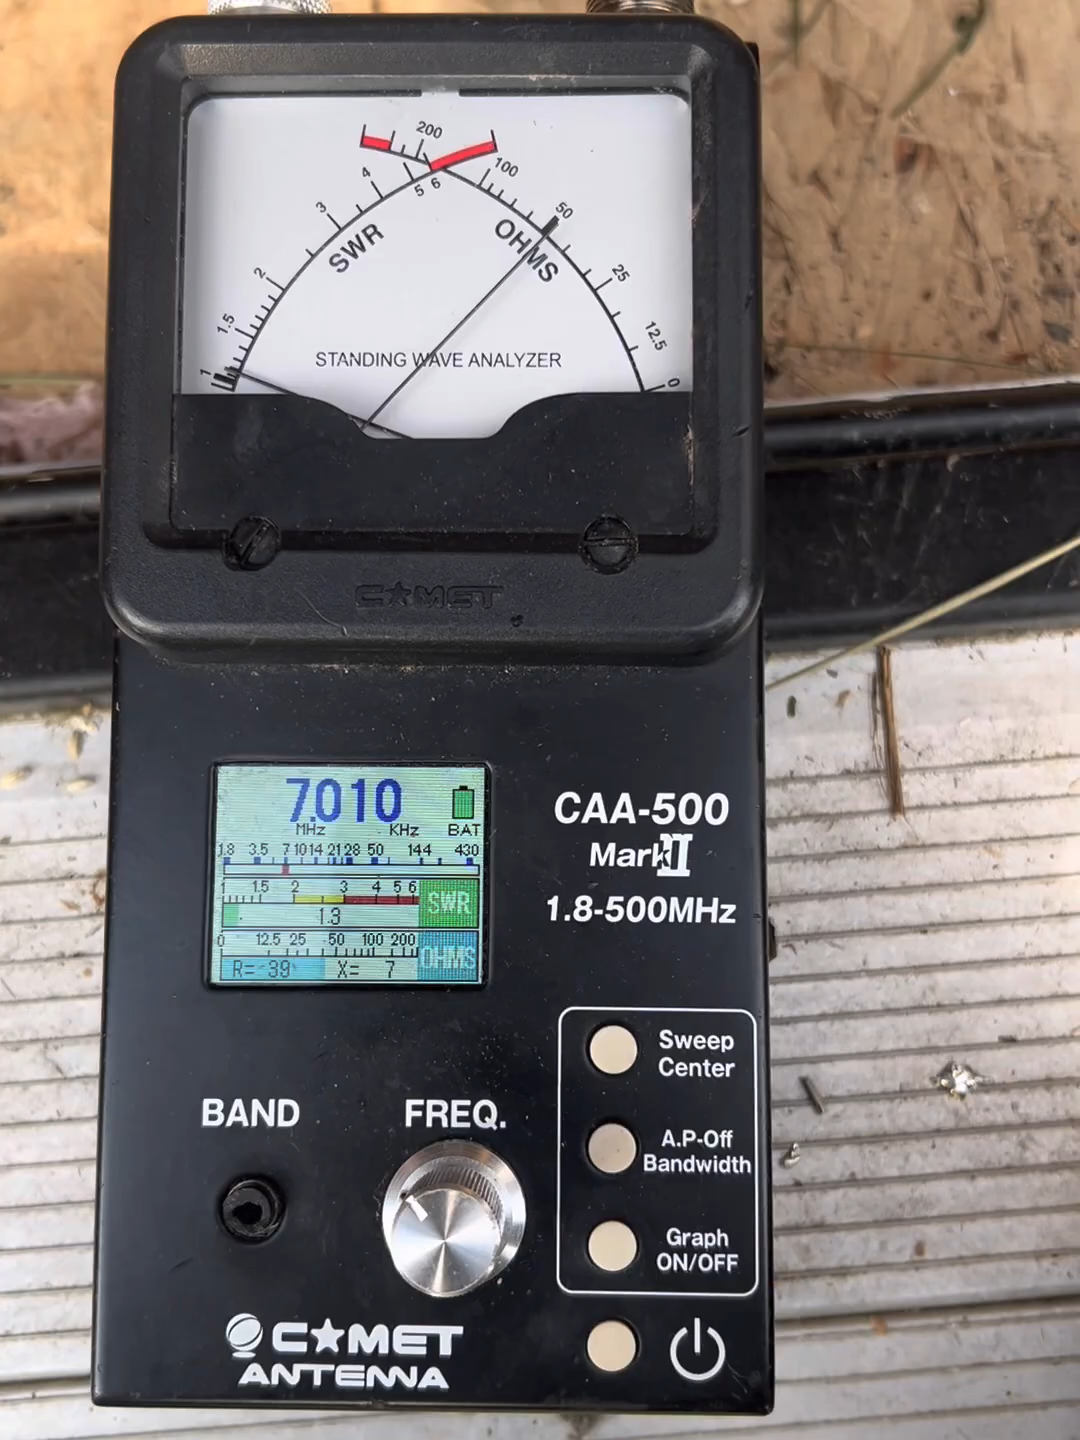 200
100
50
25
12.5
0
4
5
6
3
2
1.5
1
SWR
OHMS
STANDING WAVE ANALYZER
COMET
7.010
MHz KHz BAT
1.8 3.5 7 10 14 21 28 50 144 430
1 1.5 2 3 4 5 6
SWR
1.3
0 12.5 25 50 100 200
OHMS
R= 39 X= 7
CAA-500
Mark II
1.8-500MHz
Sweep
Center
A.P-Off
Bandwidth
Graph
ON/OFF
BAND
FREQ.
COMET
ANTENNA